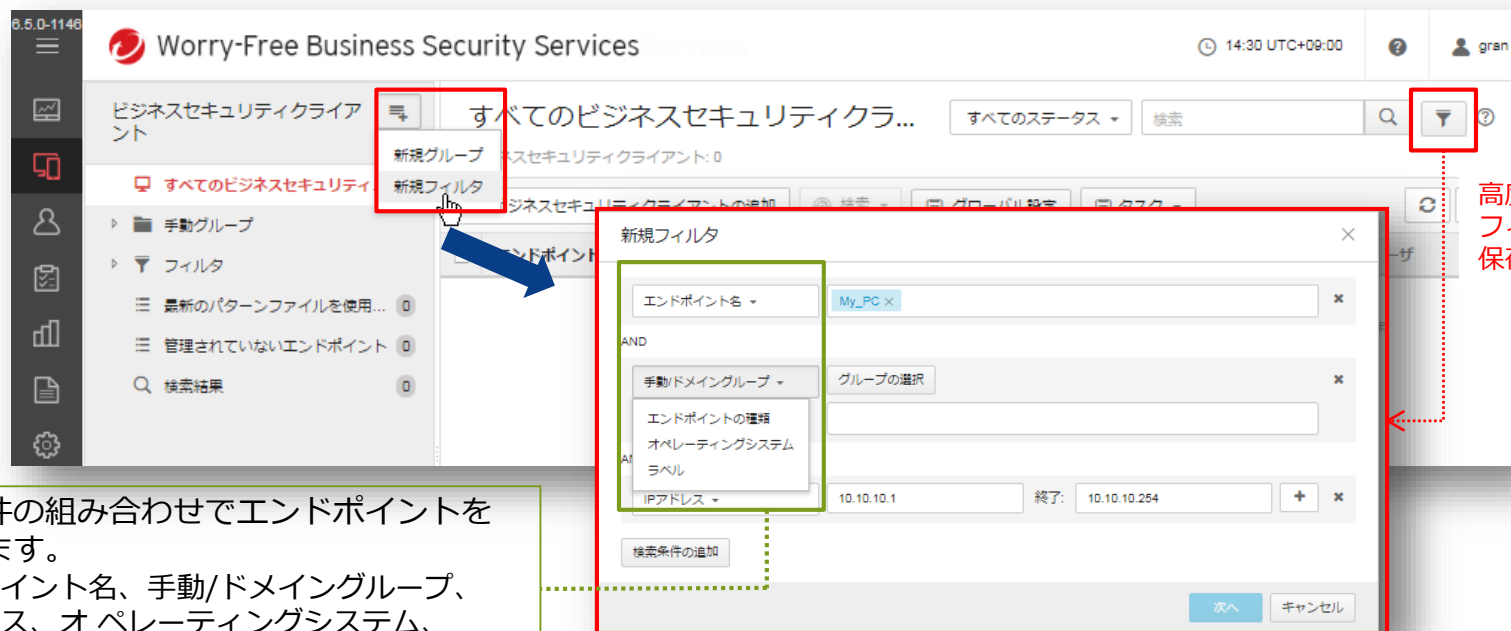 6.5.0-1146
Worry-Free Business Security Services
14:30 UTC+09:00
gran
ビジネスセキュリティクライア
ント
新規グループ
新規フィルタ
すべてのビジネスセキュリティクラ...
すべてのステータス
検索
ネスセキュリティクライアント: 0
すべてのビジネスセキュリティ
手動グループ
フィルタ
最新のパターンファイルを使用... 0
管理されていないエンドポイント 0
検索結果 0
ジネスセキュリティクライアントの追加
検索
グローバル設定
タスク
エンドポイント
ーザ
フィ
保存
新規フィルタ
エンドポイント名
My_PC ×
AND
手動/ドメイングループ
グループの選択
エンドポイントの種類
オペレーティングシステム
ラベル
IPアドレス
10.10.10.1
終了:
10.10.10.254
検索条件の追加
次へ
キャンセル
件の組み合わせでエンドポイントを
ます。
イント名、手動/ドメイングループ、
ス、オ ペレーティングシステム、